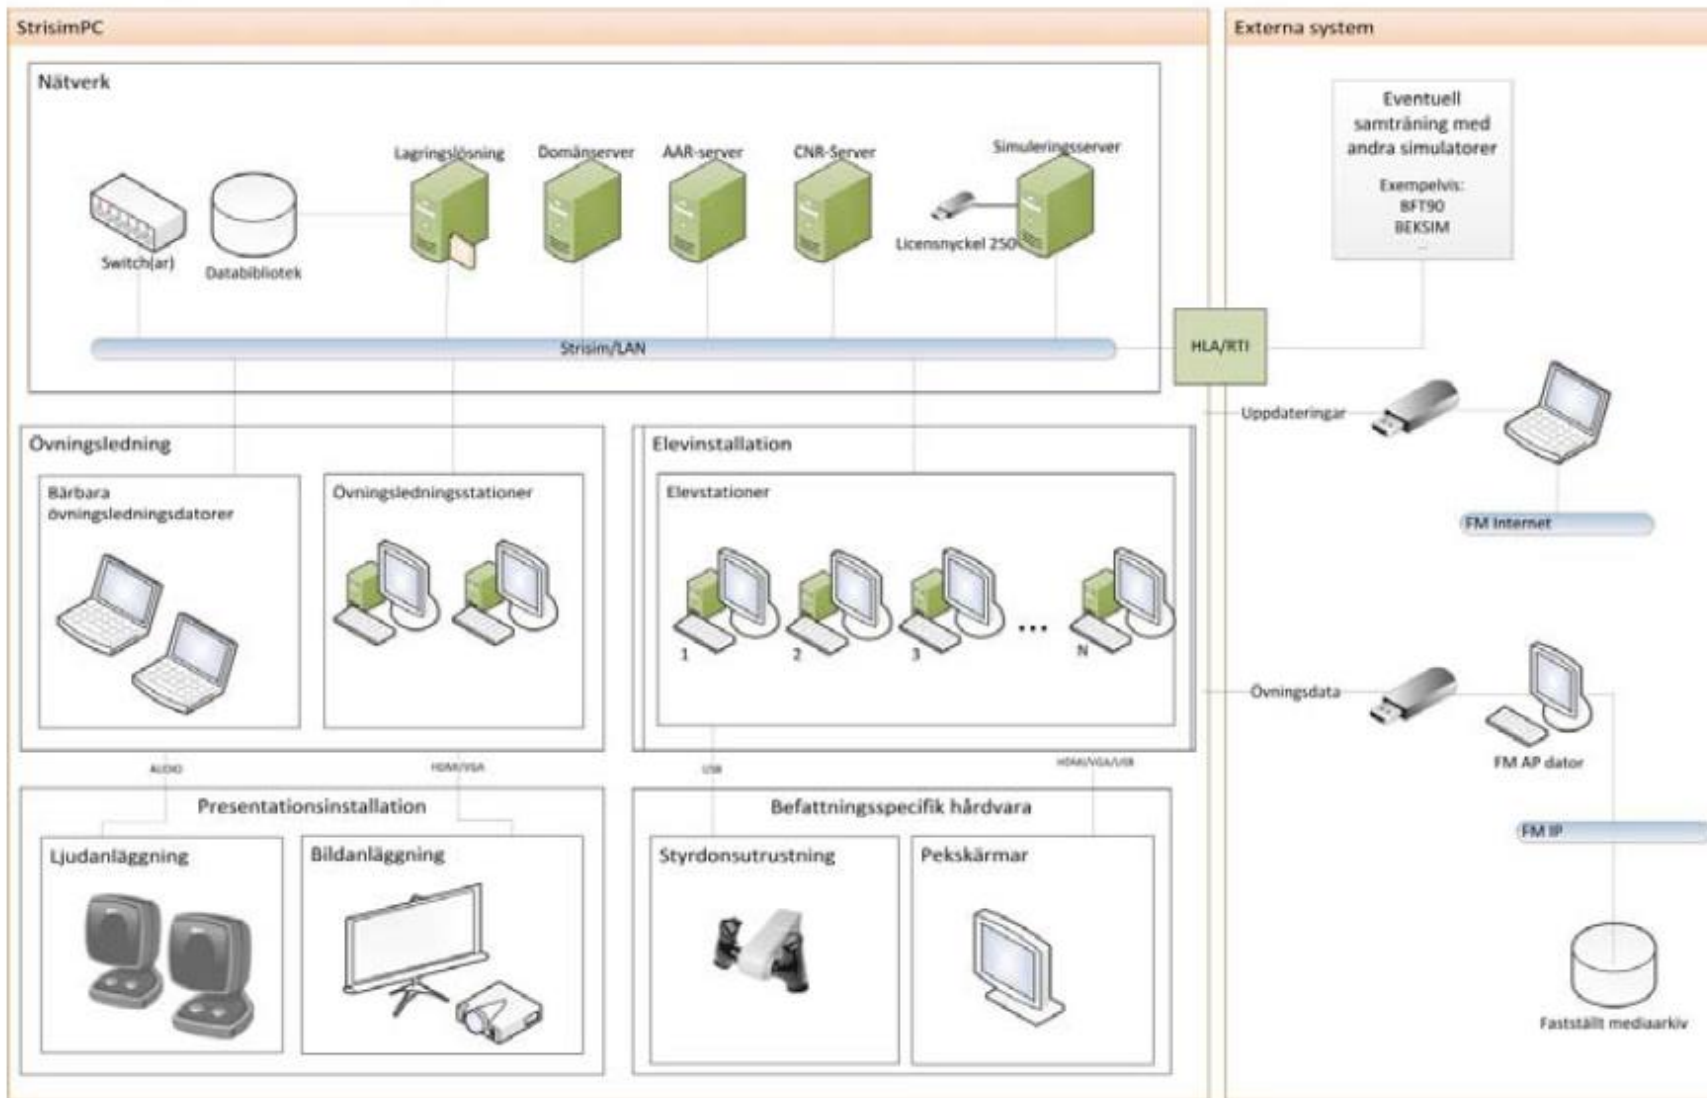 StrisimPC
Nätverk
Lagringslösning
Domänserver
AAR-server
CNR-Server
Simuleringsserver
Switch(ar)
Databibliotek
Licensnyckel 250
Strisim/LAN
Övningsledning
Bärbara
övningsledningsdatorer
Övningsledningsstationer
Elevinstallation
Elevstationer
1
2
3
...
N
AUDIO
HDMI/VGA
USB
HDMI/VGA/USB
Presentationsinstallation
Ljudanläggning
Bildanläggning
Befattningsspecifik hårdvara
Styrdonsutrustning
Pekskärmar
Externa system
Eventuell
samträning med
andra simulatorer
Exempelvis:
BFT90
BEKSIM
...
HLA/RTI
Uppdateringar
FM Internet
Övningsdata
FM AP dator
FM IP
Fastställt mediaarkiv